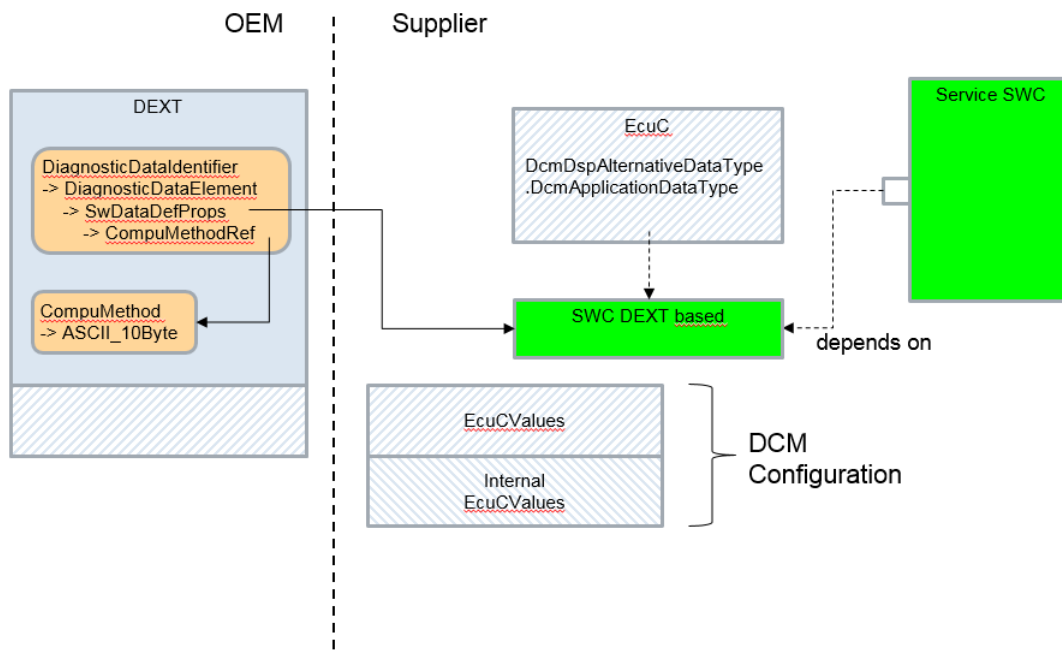 OEM
Supplier
DEXT
DiagnosticDataIdentifier
-> DiagnosticDataElement
-> SwDataDefProps
-> CompuMethodRef
CompuMethod
-> ASCII_10Byte
EcuC
DcmDspAlternativeDataType
.DcmApplicationDataType
Service SWC
SWC DEXT based
depends on
EcuCValues
Internal
EcuCValues
DCM
Configuration